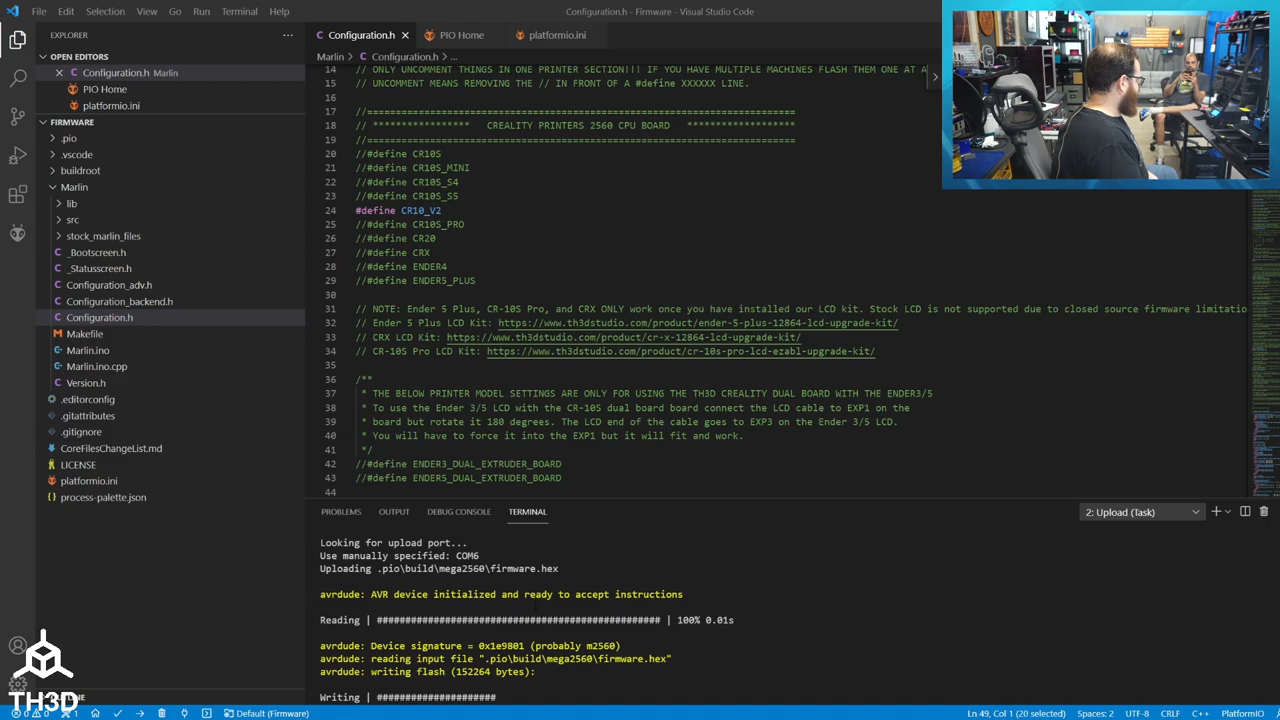 File Edit Selection View Go Run Terminal Help
Configuration.h - Firmware - Visual Studio Code
EXPLORER
OPEN EDITORS
Configuration.h Marlin
PIO Home
platformio.ini
FIRMWARE
.pio
.vscode
buildroot
Marlin
lib
src
stock_marlin_files
_Bootscreen.h
_Statusscreen.h
Configuration_adv.h
Configuration_backend.h
Configuration.h
Makefile
Marlin.ino
Marlin.ino.cpp
Version.h
.editorconfig
.gitattributes
.gitignore
CoreFilesChangeList.md
LICENSE
platformio.ini
process-palette.json
TH3D
Configuration.h PIO Home platformio.ini
Marlin > Configuration.h > ...
14 // ONLY UNCOMMENT THINGS IN ONE PRINTER SECTION!!! IF YOU HAVE MULTIPLE MACHINES FLASH THEM ONE AT A
15 // UNCOMMENT MEANS REMOVING THE // IN FRONT OF A #define XXXXXX LINE.
16
17 //===========================================================================
18 // ***************** CREALITY PRINTERS 2560 CPU BOARD ******************
19 //===========================================================================
20 //#define CR10S
21 //#define CR10S_MINI
22 //#define CR10S_S4
23 //#define CR10S_S5
24 #define CR10_V2
25 //#define CR10S_PRO
26 //#define CR20
27 //#define CRX
28 //#define ENDER4
29 //#define ENDER5_PLUS
30
31 // NOTE: Ender 5 Plus, CR-10S Pro, and CRX ONLY work once you have installed our lcd kit. Stock LCD is not supported due to closed source firmware limitatio
32 // Ender 5 Plus LCD Kit: https://www.th3dstudio.com/product/ender-5-plus-12864-lcd-upgrade-kit/
33 // CRX LCD Kit: https://www.th3dstudio.com/product/cr-x-12864-lcd-upgrade-kit/
34 // CR-10S Pro LCD Kit: https://www.th3dstudio.com/product/cr-10s-pro-lcd-ezabl-upgrade-kit/
35
36 /**
37 * THE BELOW PRINTER MODEL SETTINGS ARE ONLY FOR USING THE TH3D CREALITY DUAL BOARD WITH THE ENDER3/5
38 * To use the Ender 3/5 LCD with the CR-10S dual board board connect the LCD cable to EXP1 on the
39 * board but rotate it 180 degrees. The LCD end of the cable goes to EXP3 on the Ender 3/5 LCD.
40 * You will have to force it into the EXP1 but it will fit and work.
41 */
42 //#define ENDER3_DUAL_EXTRUDER_BOARD
43 //#define ENDER5_DUAL_EXTRUDER_BOARD
44
PROBLEMS OUTPUT DEBUG CONSOLE TERMINAL
2: Upload (Task)
Looking for upload port...
Use manually specified: COM6
Uploading .pio\build\mega2560\firmware.hex
avrdude: AVR device initialized and ready to accept instructions
Reading | ################################################## | 100% 0.01s
avrdude: Device signature = 0x1e9801 (probably m2560)
avrdude: reading input file ".pio\build\mega2560\firmware.hex"
avrdude: writing flash (152264 bytes):
Writing | #####################
0 0 1 Default (Firmware)
Ln 49, Col 1 (20 selected) Spaces: 2 UTF-8 CRLF C++ PlatformIO